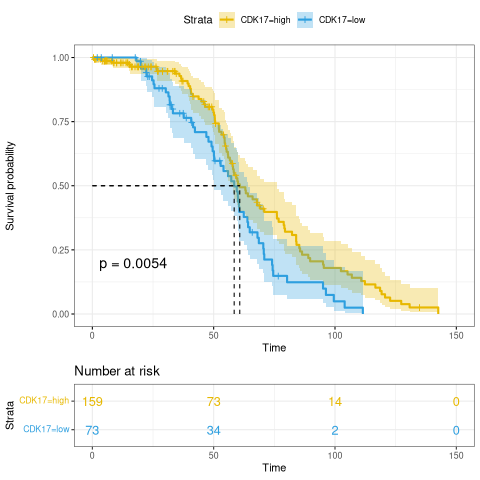 Strata CDK17=high CDK17=low
1.00
0.75
0.50
0.25
0.00
Survival probability
p = 0.0054
0 50 100 150
Time
Number at risk
Strata
CDK17=high 159 73 14 0
CDK17=low 73 34 2 0
0 50 100 150
Time